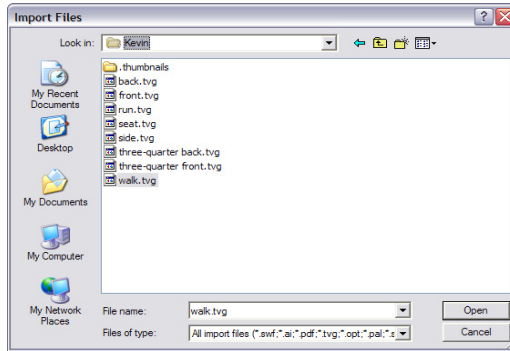 Import Files
Look in:
Kevin
.thumbnails
back.tvg
front.tvg
run.tvg
seat.tvg
side.tvg
three-quarter back.tvg
three-quarter front.tvg
walk.tvg
My Recent
Documents
Desktop
My Documents
My Computer
My Network
Places
File name:
walk.tvg
Open
Files of type:
All import files (*.swf;*.ai;*.pdf;*.tvg;*.opt;*.pal;*.s
Cancel